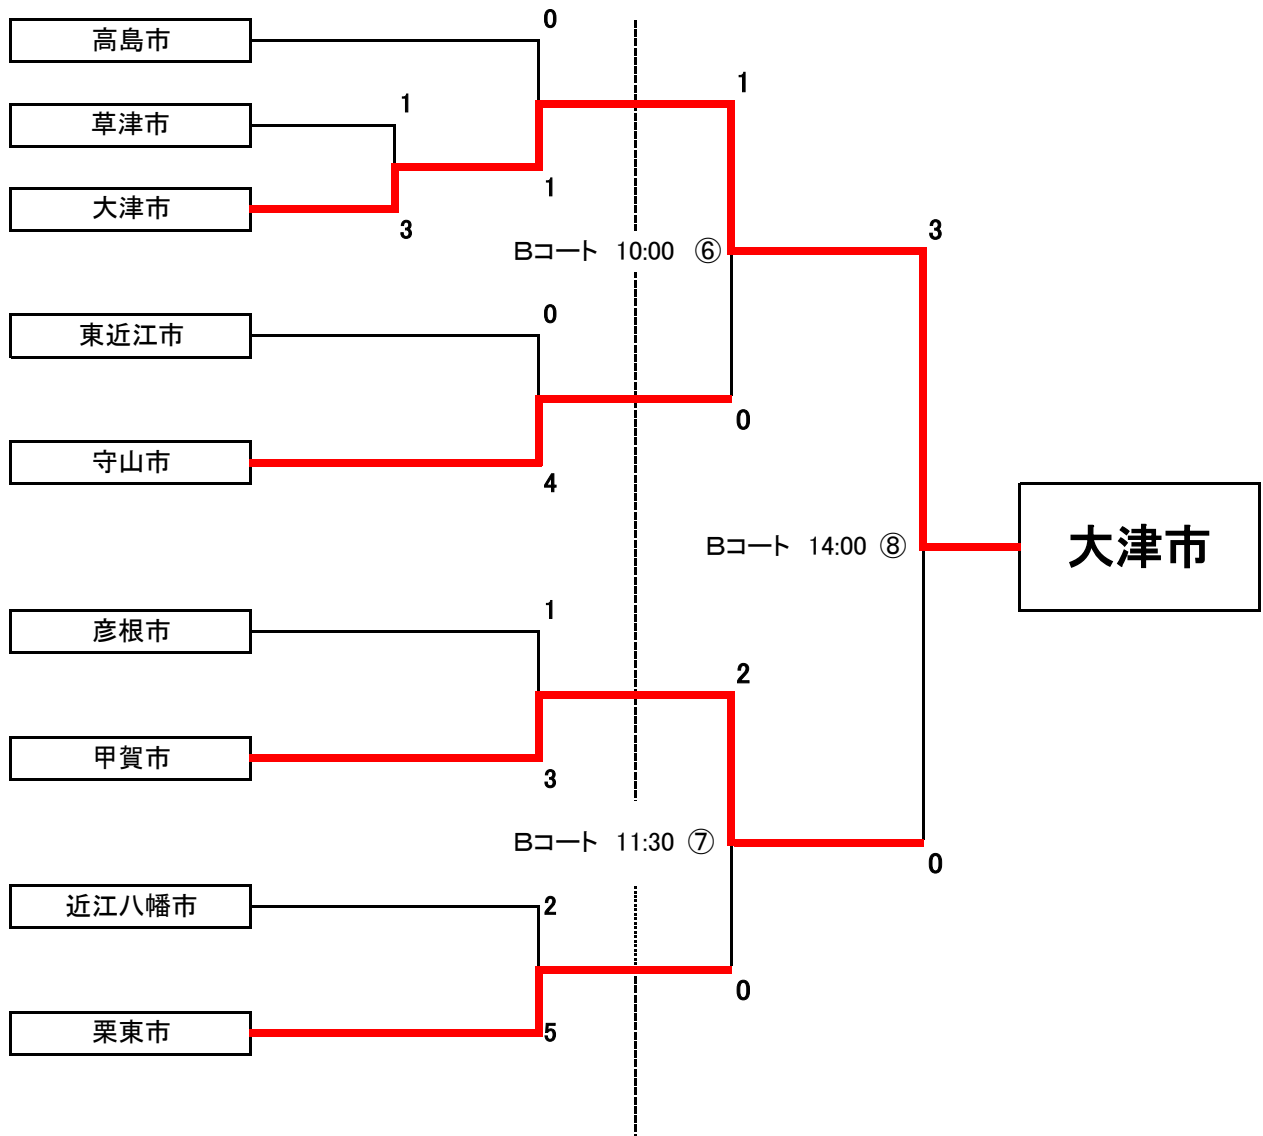 0
高島市
1
1
草津市
大津市
1
3
3
Bコート 10:00 ⑥
0
東近江市
0
守山市
4
大津市
Bコート 14:00 ⑧
1
彦根市
2
甲賀市
3
Bコート 11:30 ⑦
0
近江八幡市
2
0
栗東市
5